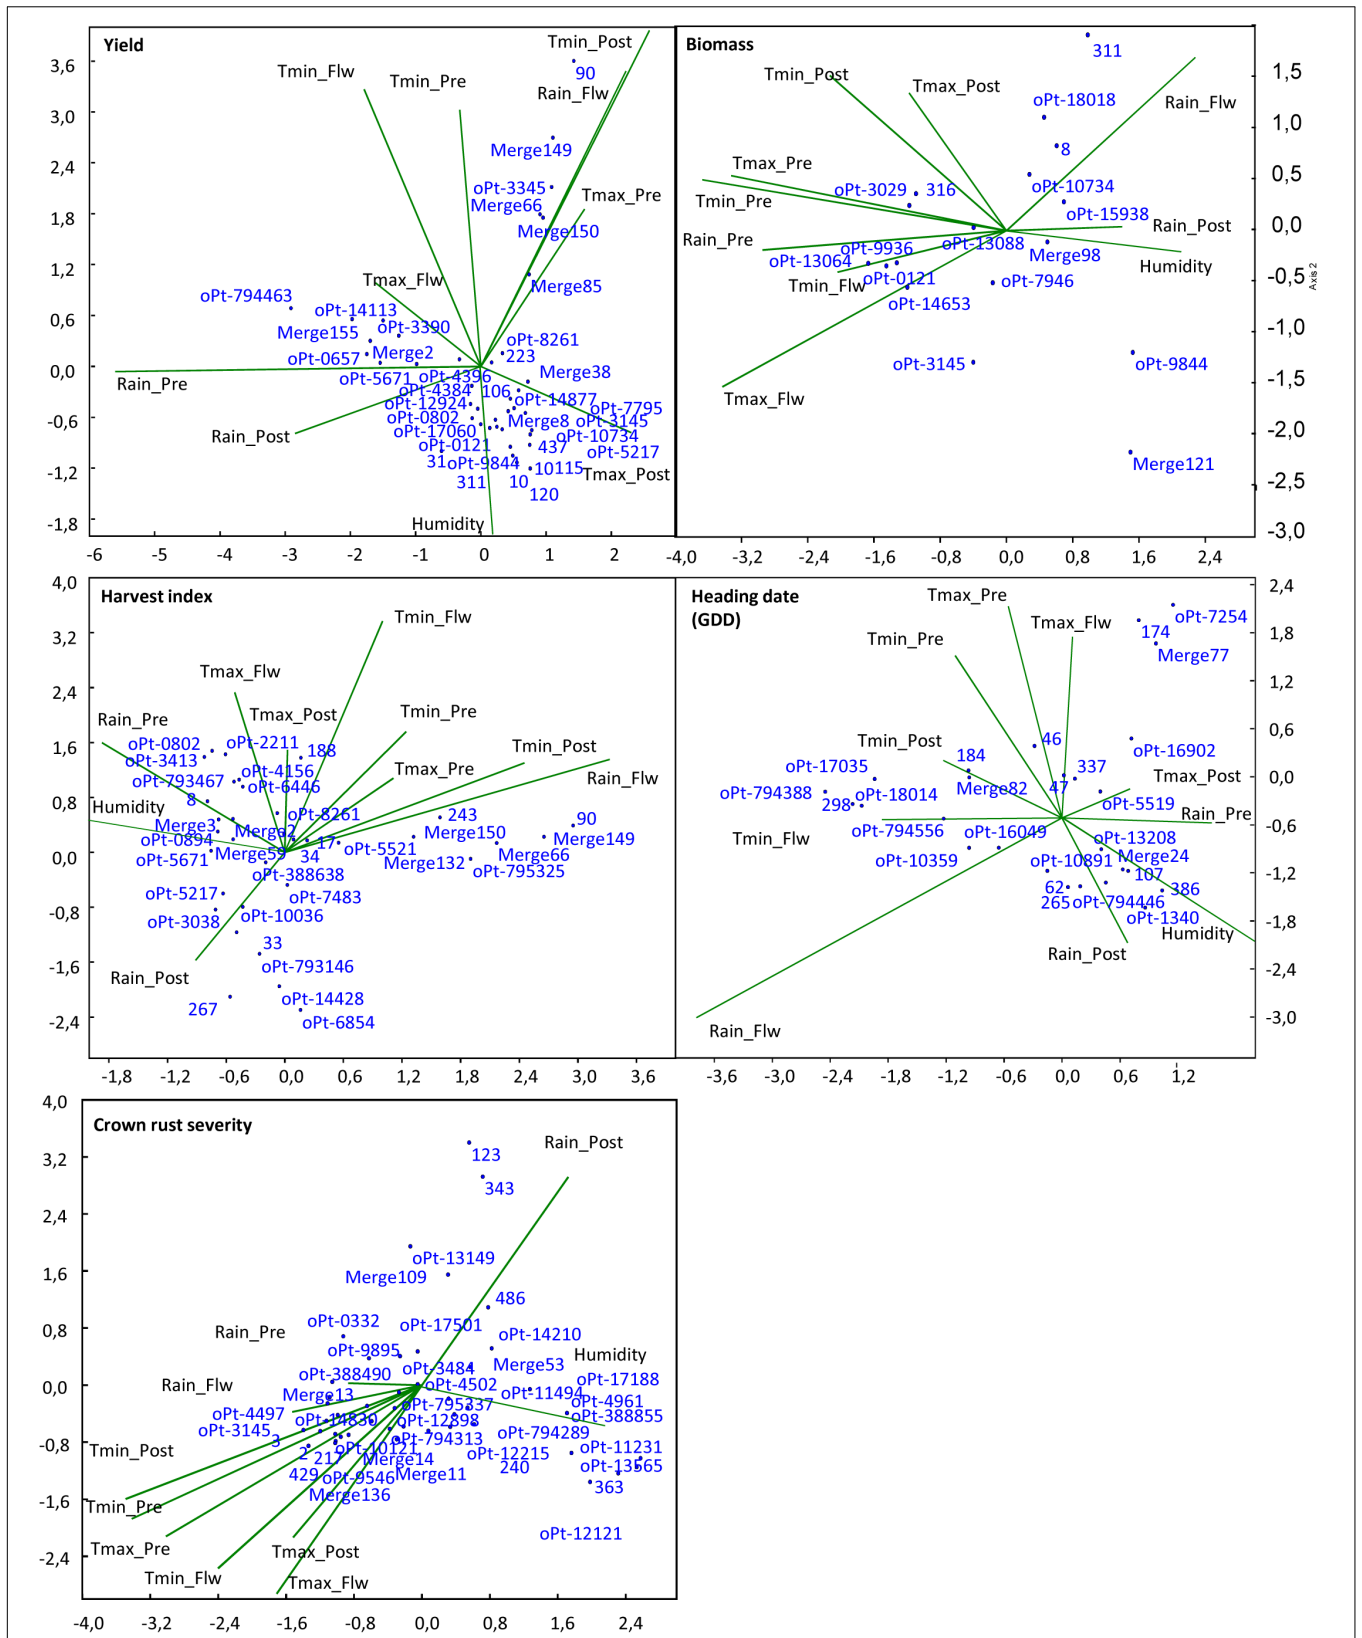 Yield
Tmin_Post
3,6
Tmin_Flw
Tmin_Pre
90
Rain_Flw
3,0
Merge149
2,4
oPt-3345
Merge66
Tmax_Pre
1,8
Merge150
1,2
Tmax_Flw
Merge85
oPt-794463
0,6
oPt-14113
oPt-3390
Merge155
oPt-8261
oPt-0657
Merge2
223
0,0
Rain_Pre
oPt-5671
oPt-4396
Merge38
oPt-4384
106
oPt-14877
oPt-12924
oPt-7795
-0,6
oPt-0802
Merge8
oPt-3145
Rain_Post
oPt-17060
oPt-10734
oPt-0121
437
oPt-5217
31
oPt-9844
10115
-1,2
Tmax_Post
311
10
120
-1,8
Humidity
-6 -5 -4 -3 -2 -1 0 1 2
Biomass
311
Tmin_Post
1,5
Tmax_Post
oPt-18018
Rain_Flw
1,0
8
Tmax_Pre
0,5
oPt-3029
316
oPt-10734
Tmin_Pre
oPt-15938
0,0
Rain_Post
Rain_Pre
oPt-9936
oPt-13088
Merge98
oPt-13064
Humidity
-0,5
Axis 2
Tmin_Flw
oPt-0121
oPt-7946
oPt-14653
-1,0
oPt-3145
oPt-9844
-1,5
Tmax_Flw
-2,0
Merge121
-2,5
-3,0
-4,0 -3,2 -2,4 -1,6 -0,8 0,0 0,8 1,6 2,4
Harvest index
4,0
3,2
Tmin_Flw
Tmax_Flw
2,4
Rain_Pre
Tmax_Post
Tmin_Pre
1,6
oPt-0802
oPt-2211
188
Tmin_Post
oPt-3413
oPt-4156
Tmax_Pre
Rain_Flw
oPt-793467
oPt-6446
0,8
8
Humidity
oPt-8261
243
90
Merge3
Merge2
Merge150
Merge149
oPt-0894
17
oPt-5521
0,0
oPt-5671
Merge59
34
Merge132
Merge66
oPt-388638
oPt-795325
oPt-5217
oPt-7483
-0,8
oPt-3038
oPt-10036
33
-1,6
Rain_Post
oPt-793146
267
oPt-14428
-2,4
oPt-6854
-1,8 -1,2 -0,6 0,0 0,6 1,2 1,8 2,4 3,0 3,6
Heading date
(GDD)
2,4
Tmax_Pre
oPt-7254
Tmax_Flw
174
1,8
Tmin_Pre
Merge77
1,2
0,6
Tmin_Post
46
oPt-16902
184
oPt-17035
337
0,0
Tmax_Post
oPt-794388
Merge82
47
298
oPt-18014
oPt-5519
Rain_Pre
-0,6
Tmin_Flw
oPt-794556
oPt-16049
oPt-13208
oPt-10359
oPt-10891
Merge24
107
-1,2
62
386
265
oPt-794446
oPt-1340
-1,8
Humidity
Rain_Post
-2,4
-3,0
Rain_Flw
-3,6 -3,0 -2,4 -1,8 -1,2 -0,6 0,0 0,6 1,2
Crown rust severity
4,0
Rain_Post
3,2
123
343
2,4
oPt-13149
1,6
Merge109
486
oPt-0332
0,8
Rain_Pre
oPt-17501
oPt-14210
oPt-9895
Humidity
oPt-3484
Merge53
oPt-388490
oPt-17188
0,0
Rain_Flw
oPt-4502
Merge13
oPt-11494
oPt-4961
oPt-795337
oPt-4497
oPt-388855
oPt-14830
oPt-12898
oPt-3145
oPt-794289
3
oPt-794313
-0,8
Tmin_Post
oPt-10121
oPt-11231
2
217
Merge14
oPt-12215
oPt-13565
429
oPt-9546
Merge11
240
363
Merge136
-1,6
Tmin_Pre
oPt-12121
Tmax_Pre
Tmax_Post
-2,4
Tmin_Flw
Tmax_Flw
-4,0 -3,2 -2,4 -1,6 -0,8 0,0 0,8 1,6 2,4